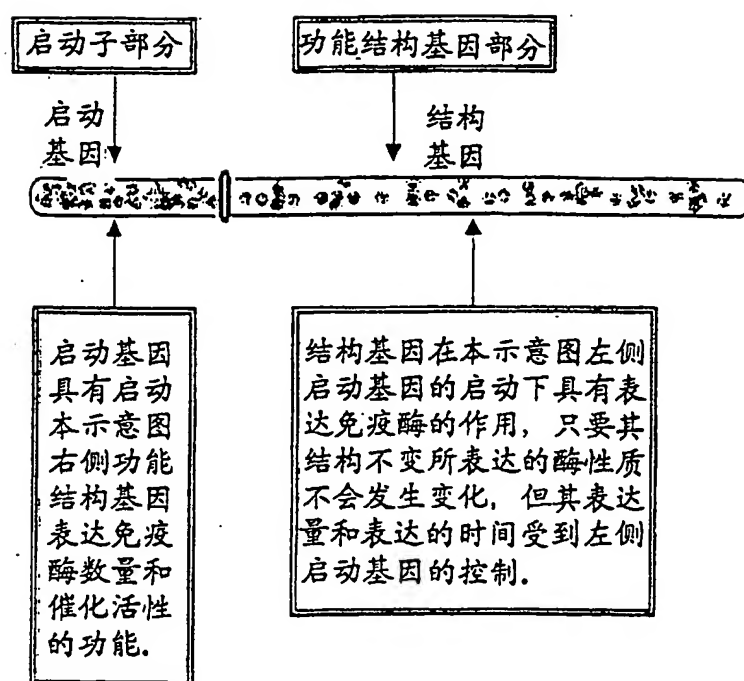 启动子部分
功能结构基因部分
启动
基因
结构
基因
启动基因
具有启动
本示意图
右侧功能
结构基因
表达免疫
酶数量和
催化活性
的功能.
结构基因在本示意图左侧
启动基因的启动下具有表
达免疫酶的作用，只要其
结构不变所表达的酶性质
不会发生变化，但其表达
量和表达的时间受到左侧
启动基因的控制.